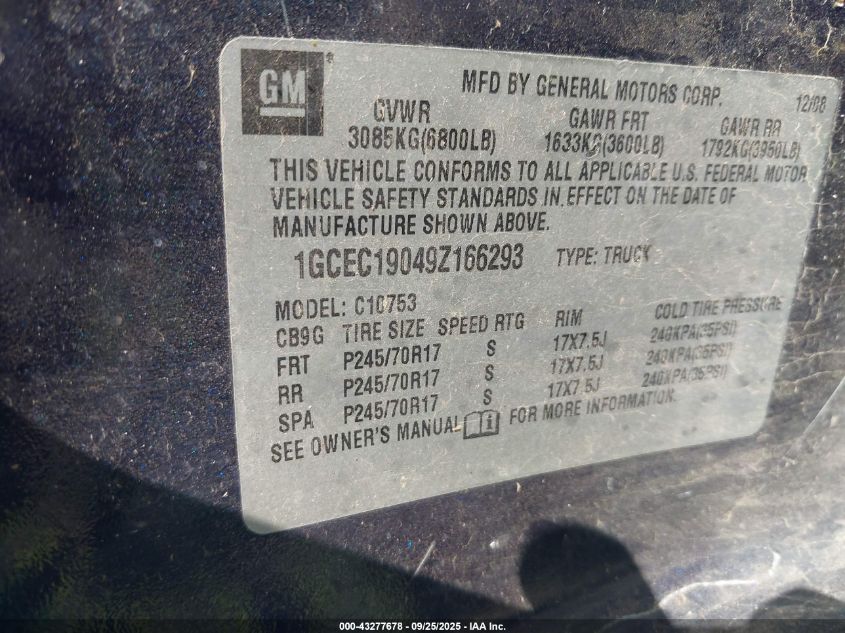 GM
MFD BY GENERAL MOTORS CORP. 12/08
GVWR GAWR FRT GAWR RR
3085KG(6800LB) 1633KG(3600LB) 1792KG(3950LB)
THIS VEHICLE CONFORMS TO ALL APPLICABLE U.S. FEDERAL MOTOR
VEHICLE SAFETY STANDARDS IN EFFECT ON THE DATE OF
MANUFACTURE SHOWN ABOVE.
1GCEC19049Z166293 TYPE: TRUCK
MODEL: C10753
CB9G TIRE SIZE SPEED RTG RIM COLD TIRE PRESSURE
FRT P245/70R17 S 17X7.5J 240KPA(35PSI)
RR P245/70R17 S 17X7.5J 240KPA(35PSI)
SPA P245/70R17 S 17X7.5J 240KPA(35PSI)
SEE OWNER'S MANUAL FOR MORE INFORMATION.
000-43277678 - 09/25/2025 - IAA Inc.